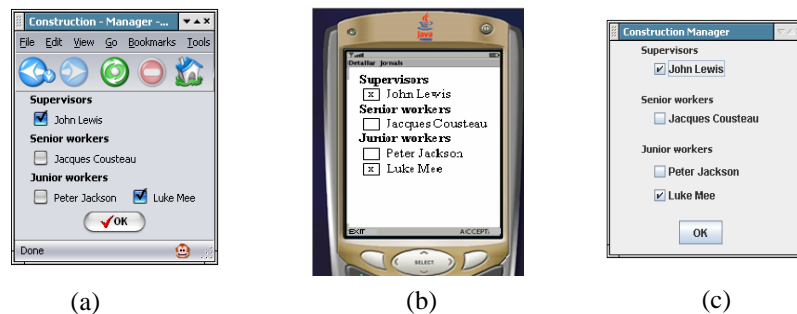 Construction - Manager -...
File Edit View Go Bookmarks Tools
Supervisors
John Lewis
Senior workers
Jacques Cousteau
Junior workers
Peter Jackson Luke Mee
OK
Done
(a)
Java
Detallar Jornals
Supervisors
x John Lewis
Senior workers
Jacques Cousteau
Junior workers
Peter Jackson
x Luke Mee
EXIT ACCEPT
SELECT
(b)
Construction Manager
Supervisors
John Lewis
Senior workers
Jacques Cousteau
Junior workers
Peter Jackson
Luke Mee
OK
(c)